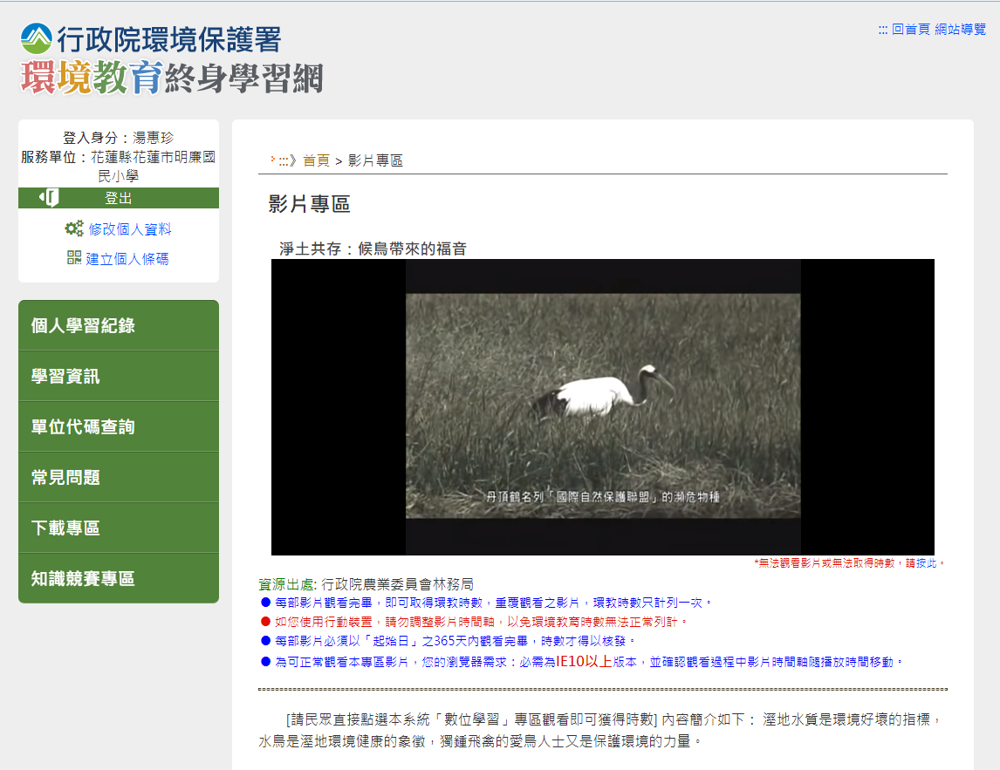 行政院環境保護署
環境教育終身學習網
::: 回首頁 網站導覽
登入身分：湯惠珍
服務單位：花蓮縣花蓮市明廉國
民小學
登出
修改個人資料
建立個人條碼
個人學習紀錄
學習資訊
單位代碼查詢
常見問題
下載專區
知識競賽專區
:::》首頁 > 影片專區
影片專區
淨土共存：候鳥帶來的福音
丹頂鶴名列「國際自然保護聯盟」的瀕危物種
*無法觀看影片或無法取得時數，請按此。
資源出處: 行政院農業委員會林務局
● 每部影片觀看完畢，即可取得環教時數，重覆觀看之影片，環教時數只計列一次。
● 如您使用行動裝置，請勿調整影片時間軸，以免環境教育時數無法正常列計。
● 每部影片必須以「起始日」之365天內觀看完畢，時數才得以核發。
● 為可正常觀看本專區影片，您的瀏覽器需求：必需為IE10以上版本，並確認觀看過程中影片時間軸隨播放時間移動。
[請民眾直接點選本系統「數位學習」專區觀看即可獲得時數] 內容簡介如下： 溼地水質是環境好壞的指標，
水鳥是溼地環境健康的象徵，獨鍾飛禽的愛鳥人士又是保護環境的力量。